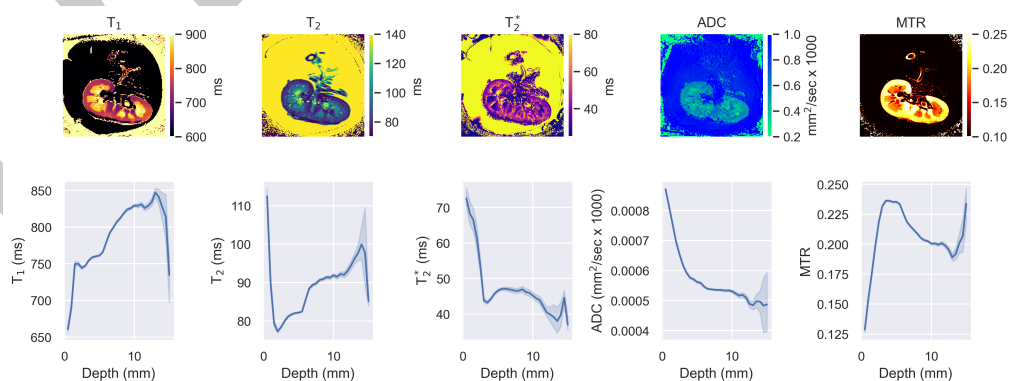 T₁ T₂ T₂* ADC MTR
900 140 80 1.0 0.25
800 120 60 0.8 0.20
700 100 40 0.6 0.15
600 80 0.4 0.10
0.2
ms ms ms mm²/sec x 1000
850 110 70 0.0008 0.250
800 100 60 0.0007 0.225
750 90 50 0.0006 0.200
700 80 40 0.0005 0.175
650 0.0004 0.150
0.125
T₁ (ms) T₂ (ms) T₂* (ms) ADC (mm²/sec x 1000) MTR
0 10 0 10 0 10 0 10 0 10
Depth (mm) Depth (mm) Depth (mm) Depth (mm) Depth (mm)